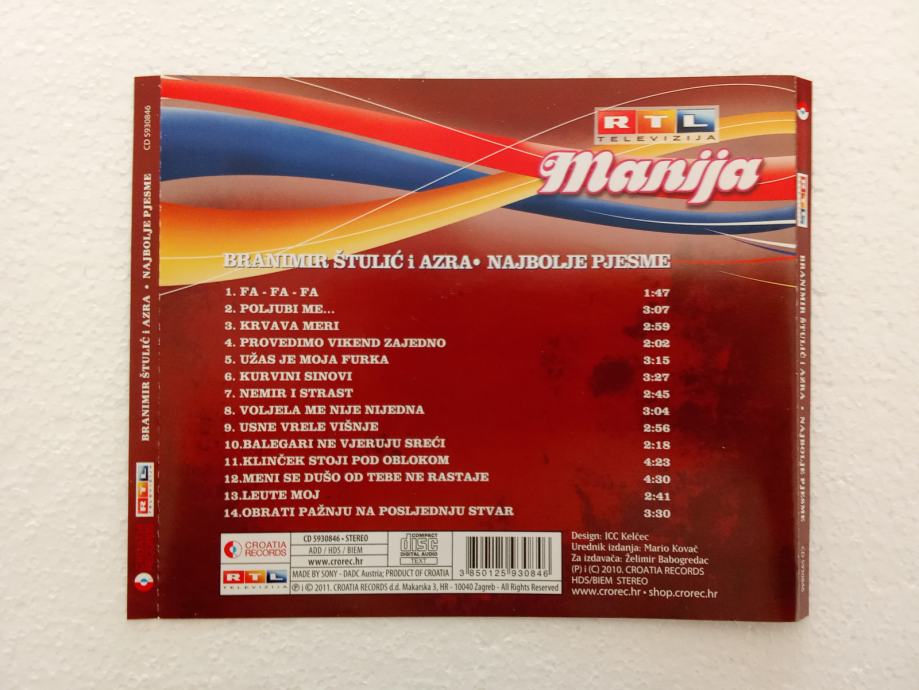 RTL
TELEVIZIJA
Manija
BRANIMIR ŠTULIĆ i AZRA • NAJBOLJE PJESME
1. FA - FA - FA 1:47
2. POLJUBI ME... 3:07
3. KRVAVA MERI 2:59
4. PROVEDIMO VIKEND ZAJEDNO 2:02
5. UŽAS JE MOJA FURKA 3:15
6. KURVINI SINOVI 3:27
7. NEMIR I STRAST 2:45
8. VOLJELA ME NIJE NIJEDNA 3:04
9. USNE VRELE VIŠNJE 2:56
10.BALEGARI NE VJERUJU SREĆI 2:18
11.KLINČEK STOJI POD OBLOKOM 4:23
12.MENI SE DUŠO OD TEBE NE RASTAJE 4:30
13.LEUTE MOJ 2:41
14.OBRATI PAŽNJU NA POSLJEDNJU STVAR 3:30
CROATIA
RECORDS
CD 5930846 • STEREO
ADD / HDS / BIEM
www.crorec.hr
COMPACT
disc
DIGITAL AUDIO
TEXT
3 850125 930846
RTL
TELEVIZIJA
MADE BY SONY - DADC Austria; PRODUCT OF CROATIA
℗ i © 2011. CROATIA RECORDS d.d. Makarska 3, HR - 10040 Zagreb - All Rights Reserved
Design: ICC Kelčec
Urednik izdanja: Mario Kovač
Za izdavača: Želimir Babogredac
(P) i (C) 2010. CROATIA RECORDS
HDS/BIEM STEREO
www.crorec.hr • shop.crorec.hr
BRANIMIR ŠTULIĆ i AZRA • NAJBOLJE PJESME CD 5930846
RTL
TELEVIZIJA
BRANIMIR ŠTULIĆ i AZRA • NAJBOLJE PJESME CD 5930846